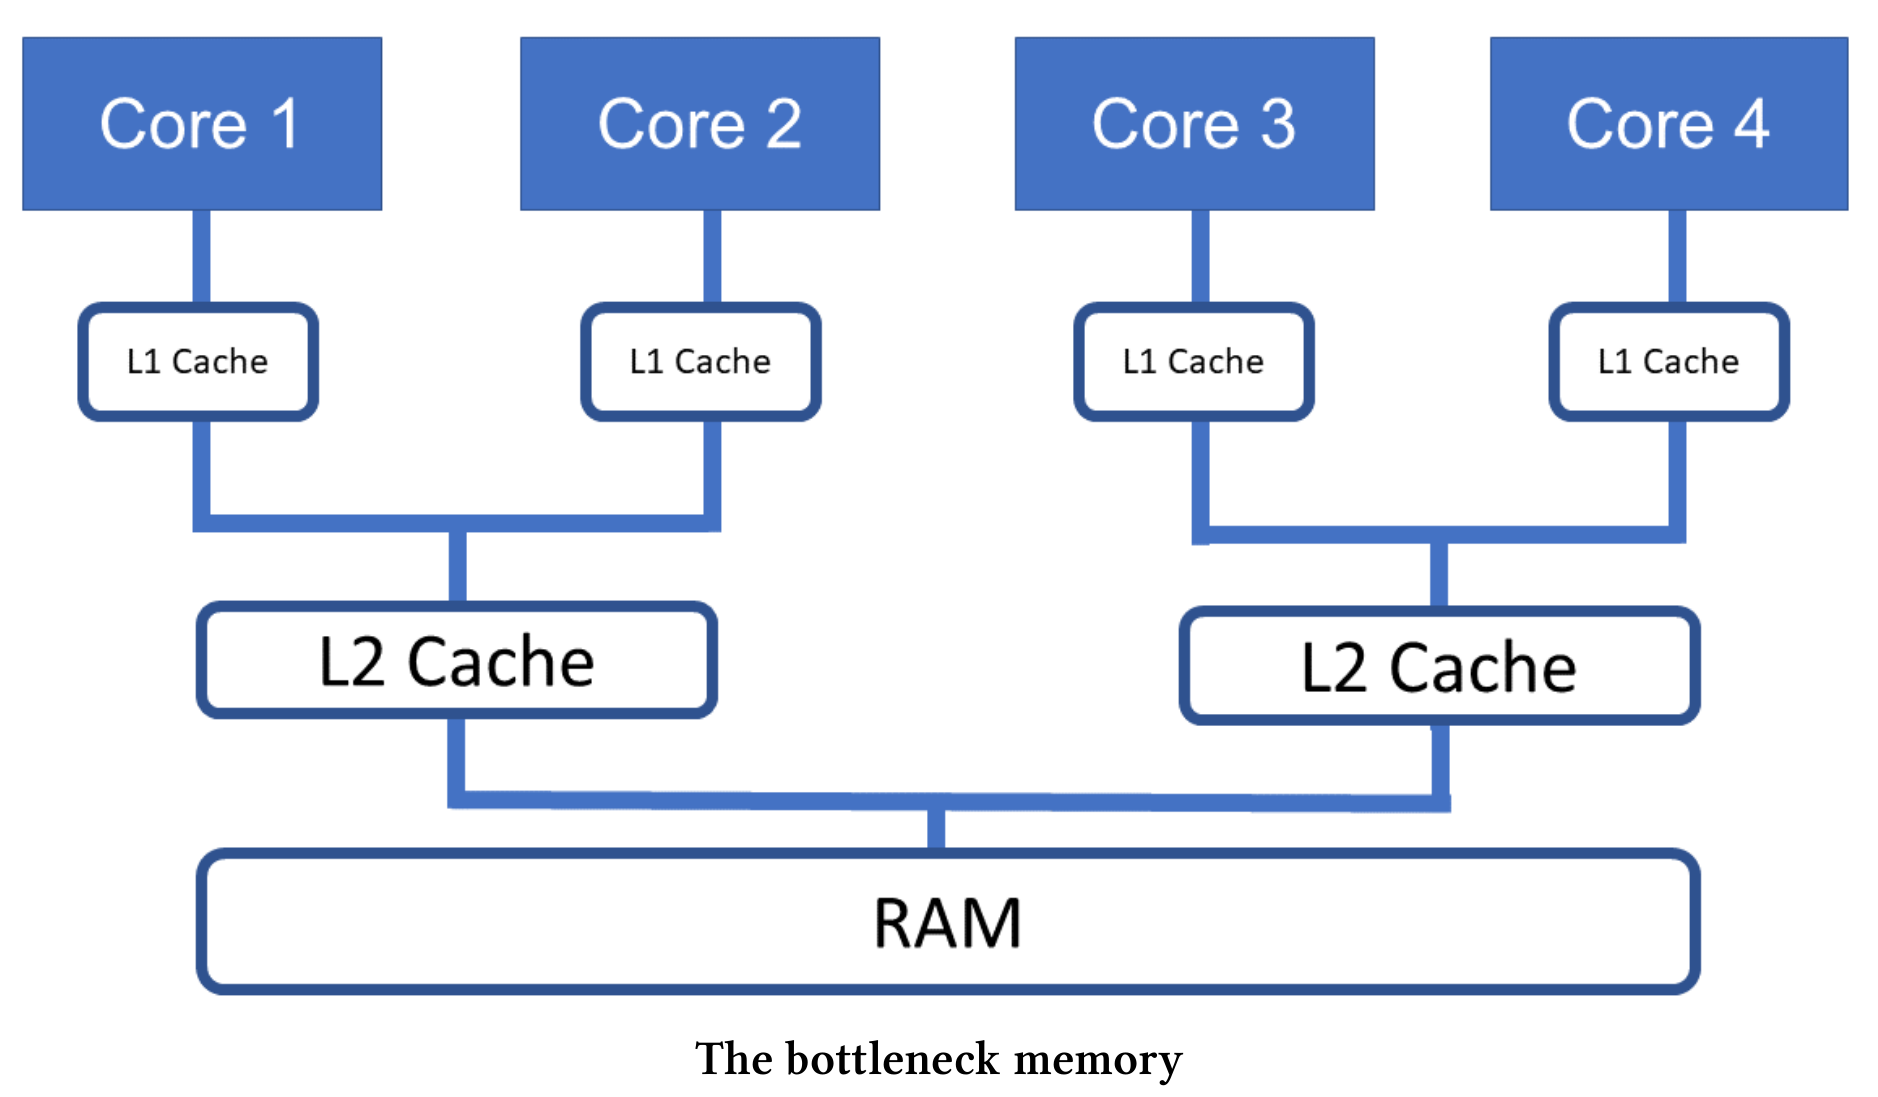 Core 1
Core 2
Core 3
Core 4
L1 Cache
L1 Cache
L1 Cache
L1 Cache
L2 Cache
L2 Cache
RAM
The bottleneck memory